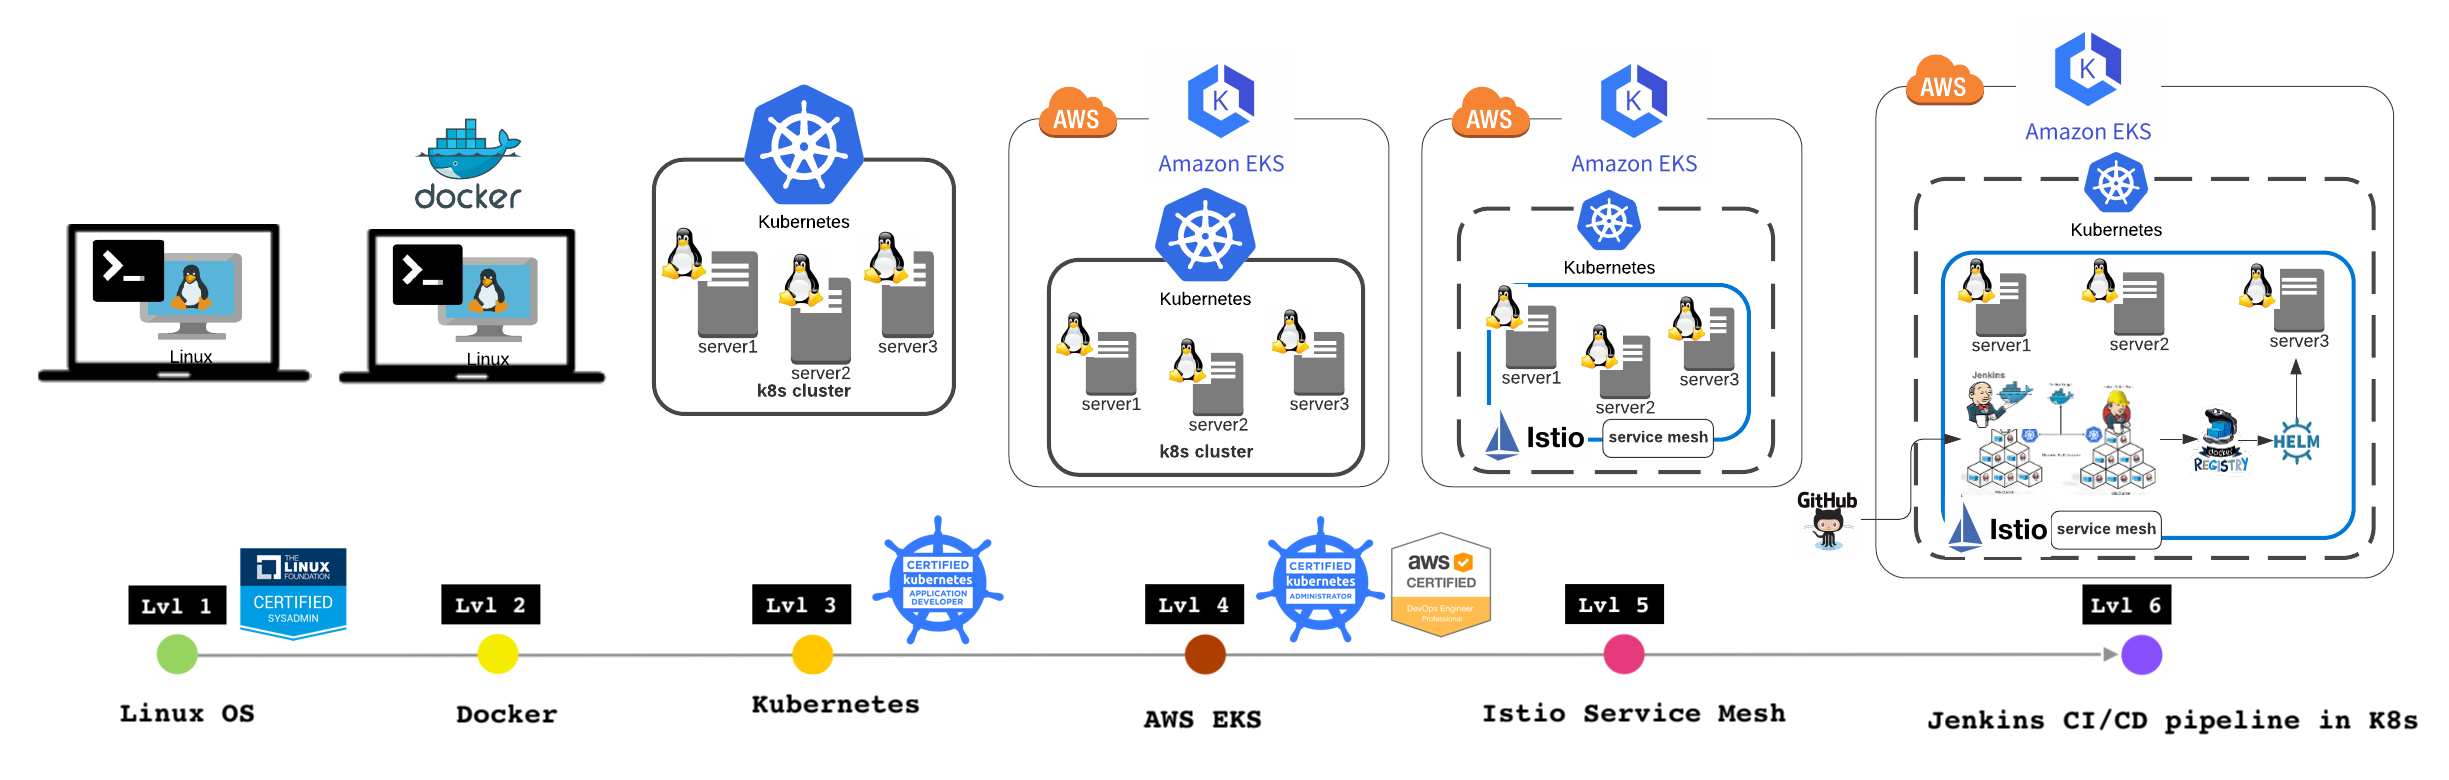 Linux
docker
Linux
Kubernetes
server1
server2
server3
k8s cluster
AWS
K
Amazon EKS
Kubernetes
server1
server2
server3
k8s cluster
AWS
K
Amazon EKS
Kubernetes
server1
server2
server3
Istio
service mesh
AWS
K
Amazon EKS
Kubernetes
server1
server2
server3
Jenkins
docker
REGISTRY
HELM
GitHub
Istio
service mesh
Lvl 1
THE
LINUX
FOUNDATION
CERTIFIED
SYSADMIN
Lvl 2
Lvl 3
CERTIFIED
kubernetes
APPLICATION
DEVELOPER
Lvl 4
CERTIFIED
kubernetes
ADMINISTRATOR
aws
CERTIFIED
DevOps Engineer
Professional
Lvl 5
Lvl 6
Linux OS
Docker
Kubernetes
AWS EKS
Istio Service Mesh
Jenkins CI/CD pipeline in K8s